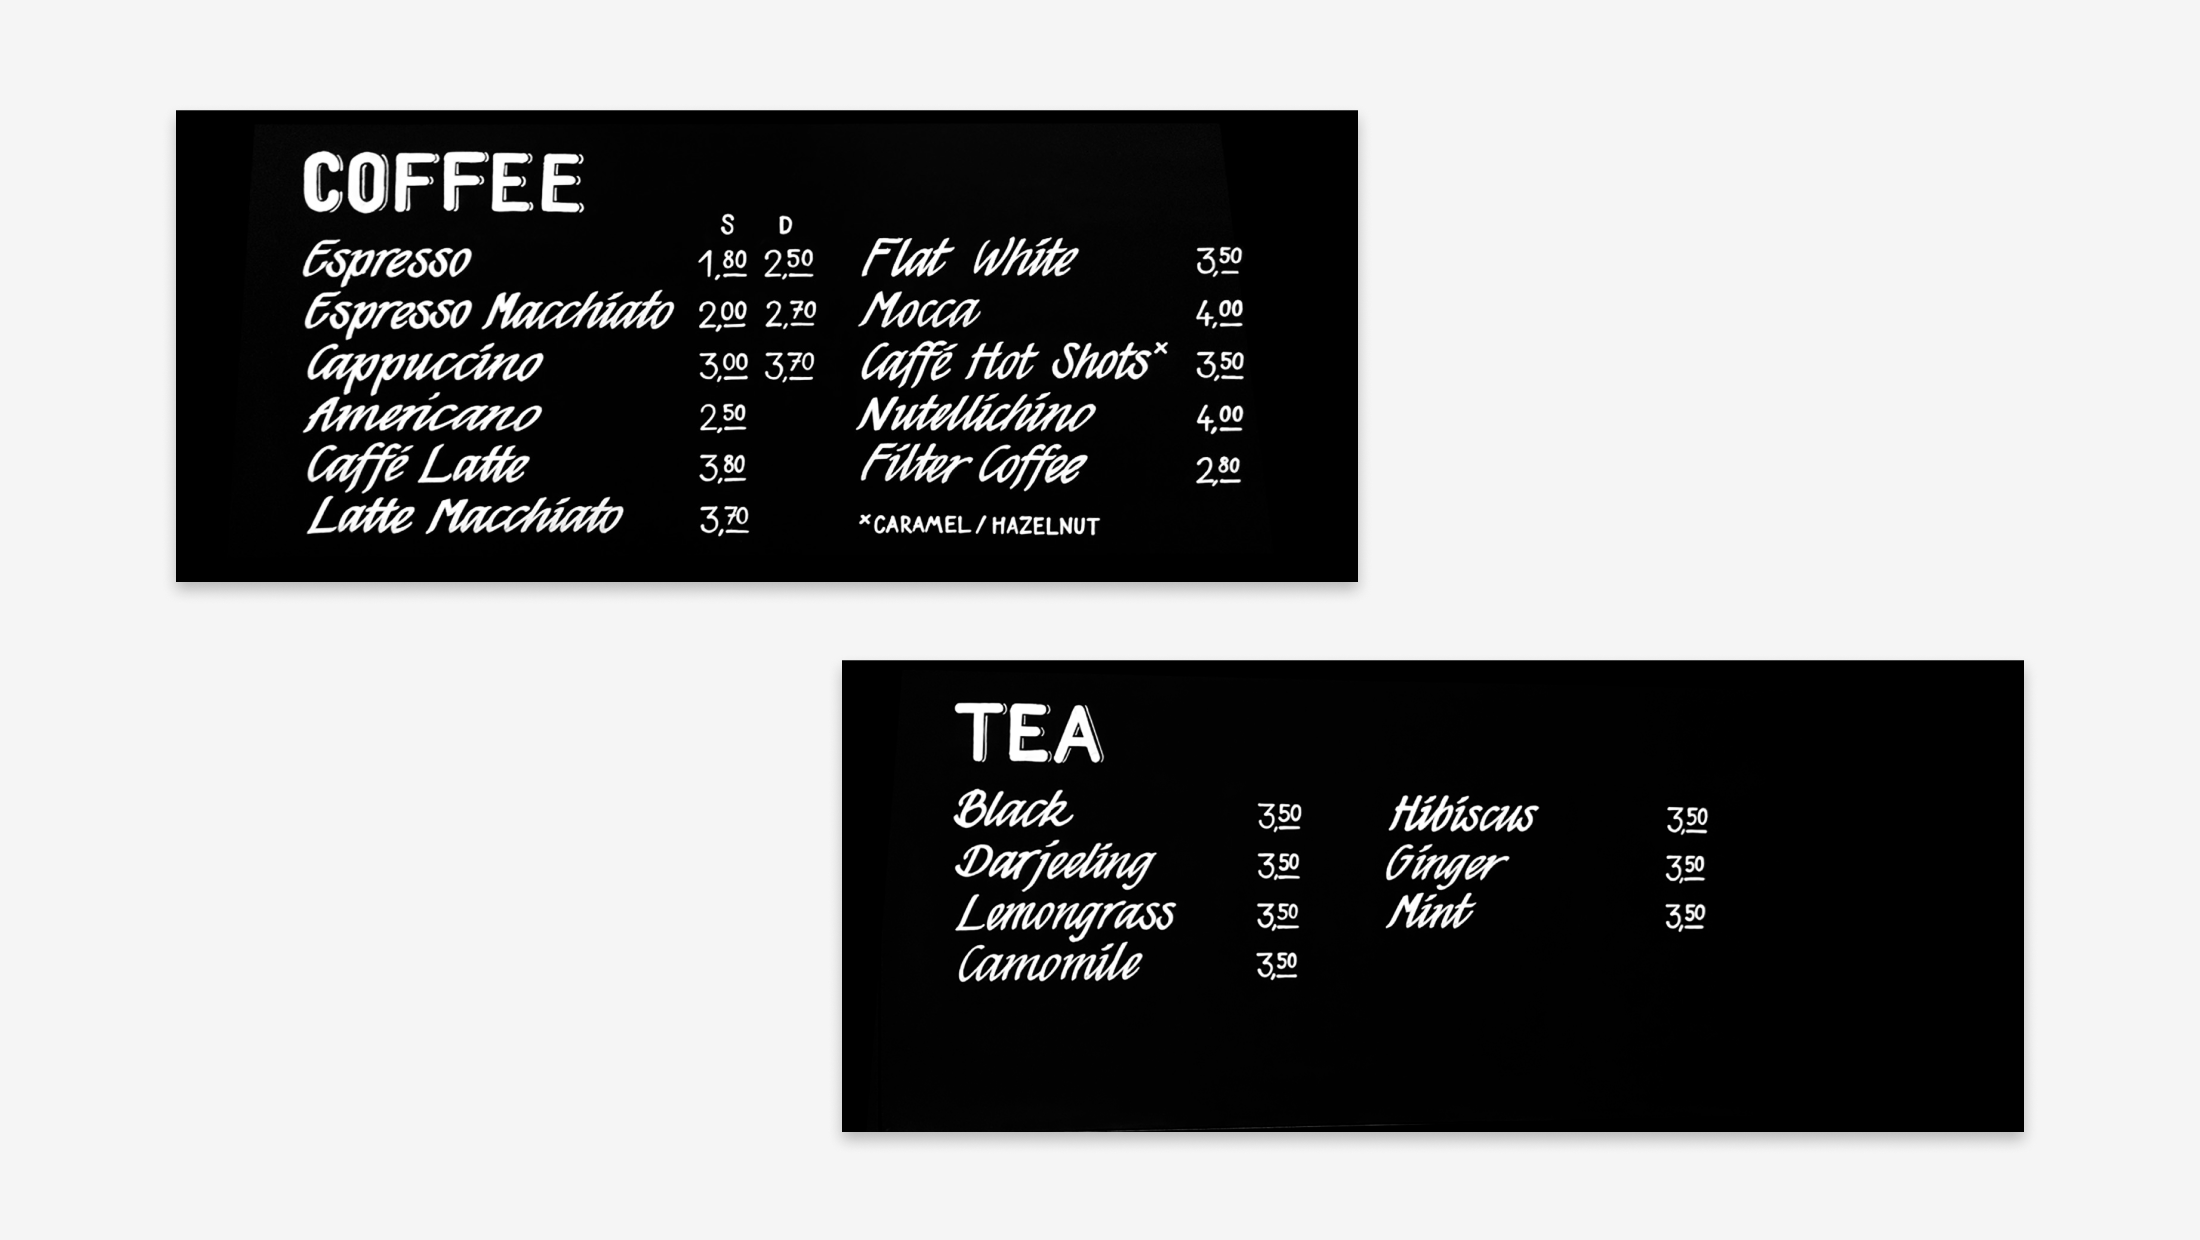 COFFEE
S D
Espresso 1,80 2,50
Espresso Macchiato 2,00 2,70
Cappuccino 3,00 3,70
Americano 2,50
Caffé Latte 3,80
Latte Macchiato 3,70
Flat White 3,50
Mocca 4,00
Caffé Hot Shots* 3,50
Nutellichino 4,00
Filter Coffee 2,80
*CARAMEL / HAZELNUT
TEA
Black 3,50
Darjeeling 3,50
Lemongrass 3,50
Camomile 3,50
Hibiscus 3,50
Ginger 3,50
Mint 3,50